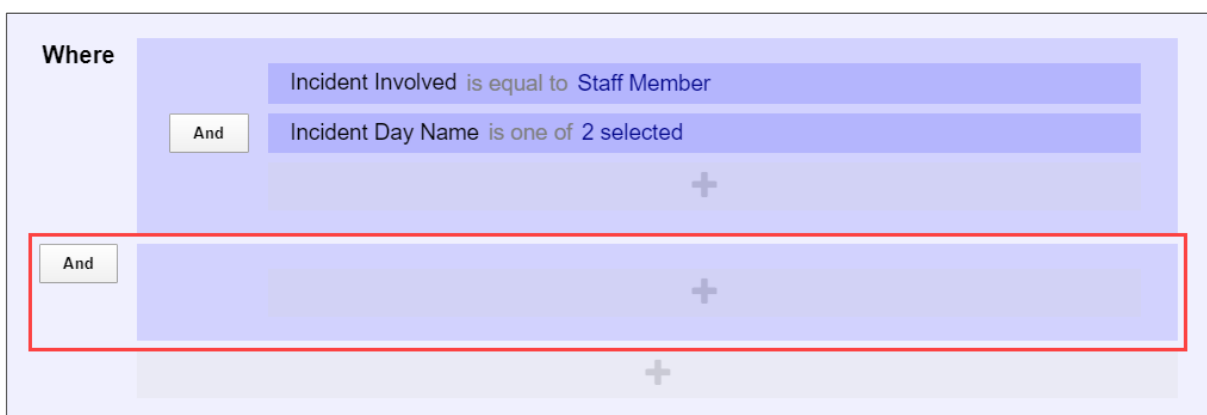 Where
Incident Involved is equal to Staff Member
And
Incident Day Name is one of 2 selected
And